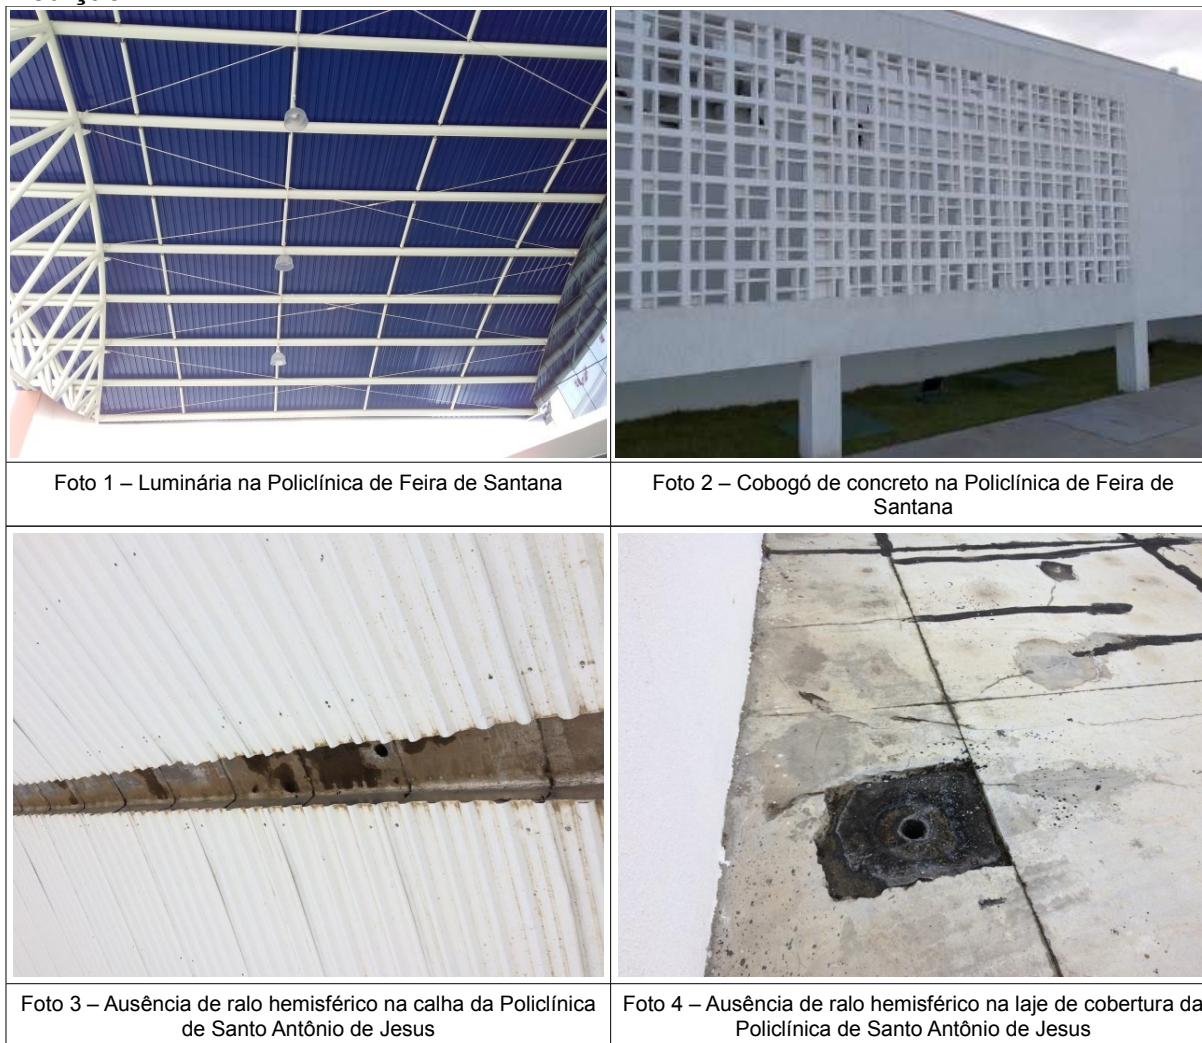 Foto 1 – Luminária na Policlínica de Feira de Santana
Foto 2 – Cobogó de concreto na Policlínica de Feira de
Santana
Foto 3 – Ausência de ralo hemisférico na calha da Policlínica
de Santo Antônio de Jesus
Foto 4 – Ausência de ralo hemisférico na laje de cobertura da
Policlínica de Santo Antônio de Jesus